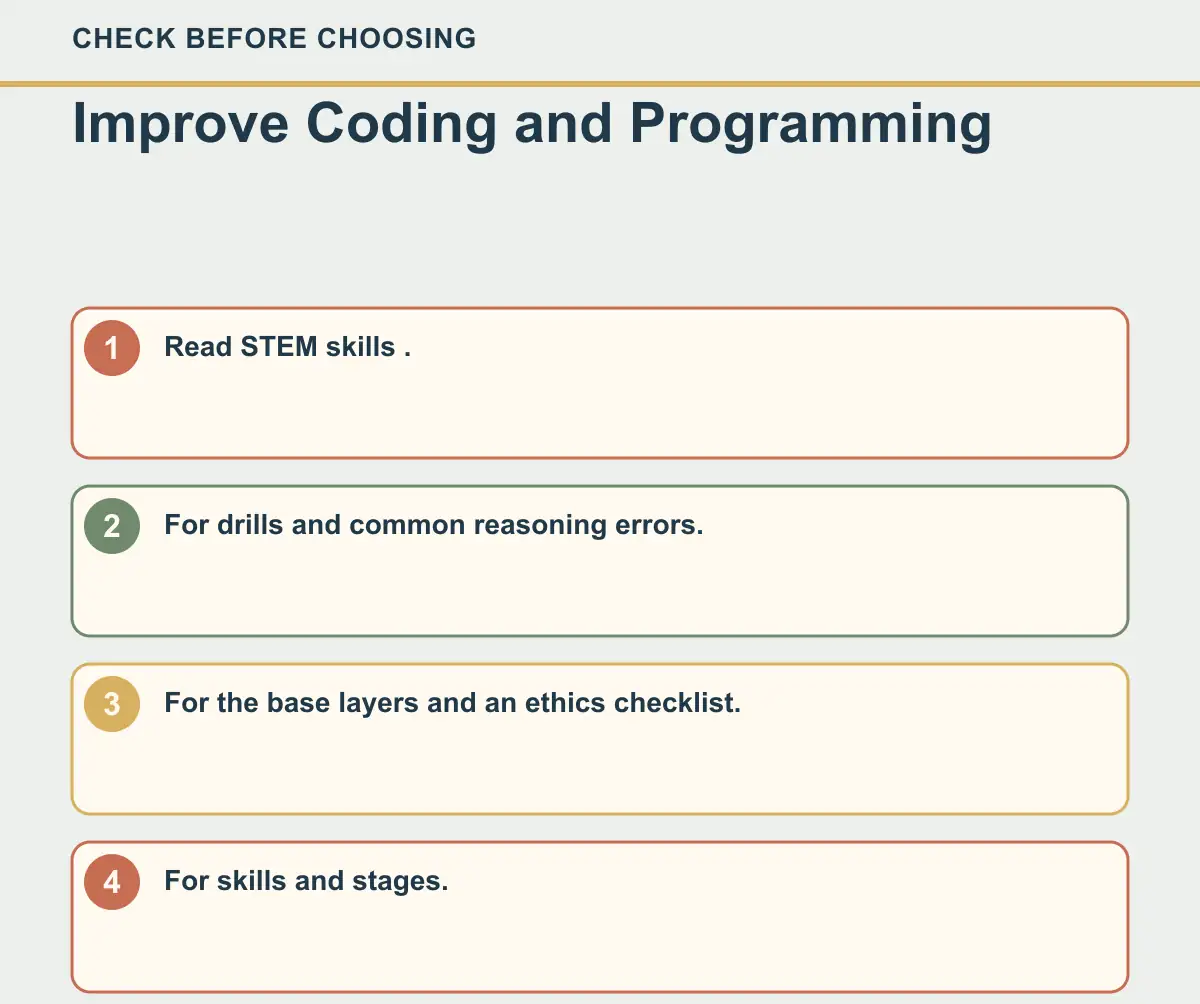 CHECK BEFORE CHOOSING
Improve Coding and Programming
1 Read STEM skills .
2 For drills and common reasoning errors.
3 For the base layers and an ethics checklist.
4 For skills and stages.